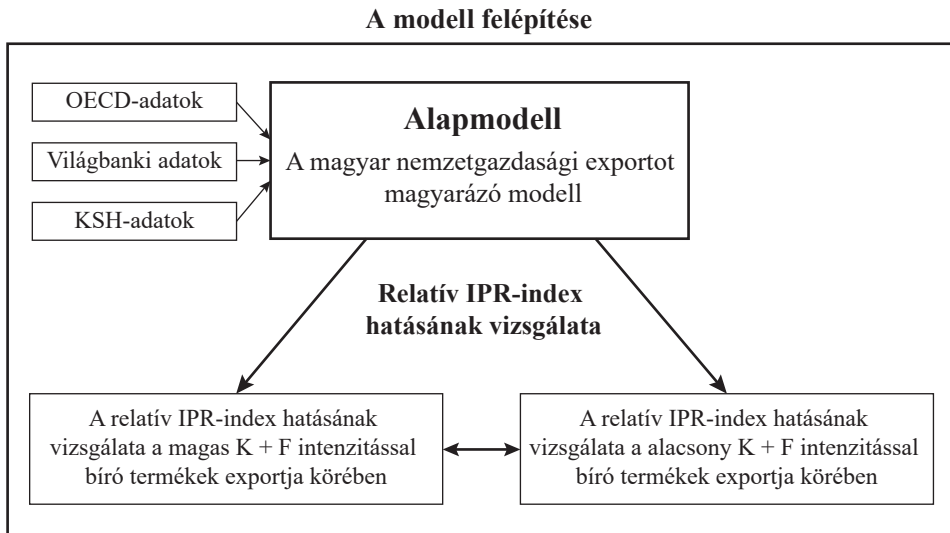 A modell felépítése
OECD-adatok
Világbanki adatok
KSH-adatok
Alapmodell
A magyar nemzetgazdasági exportot
magyarázó modell
Relatív IPR-index
hatásának vizsgálata
A relatív IPR-index hatásának
vizsgálata a magas K + F intenzitással
bíró termékek exportja körében
A relatív IPR-index hatásának
vizsgálata a alacsony K + F intenzitással
bíró termékek exportja körében